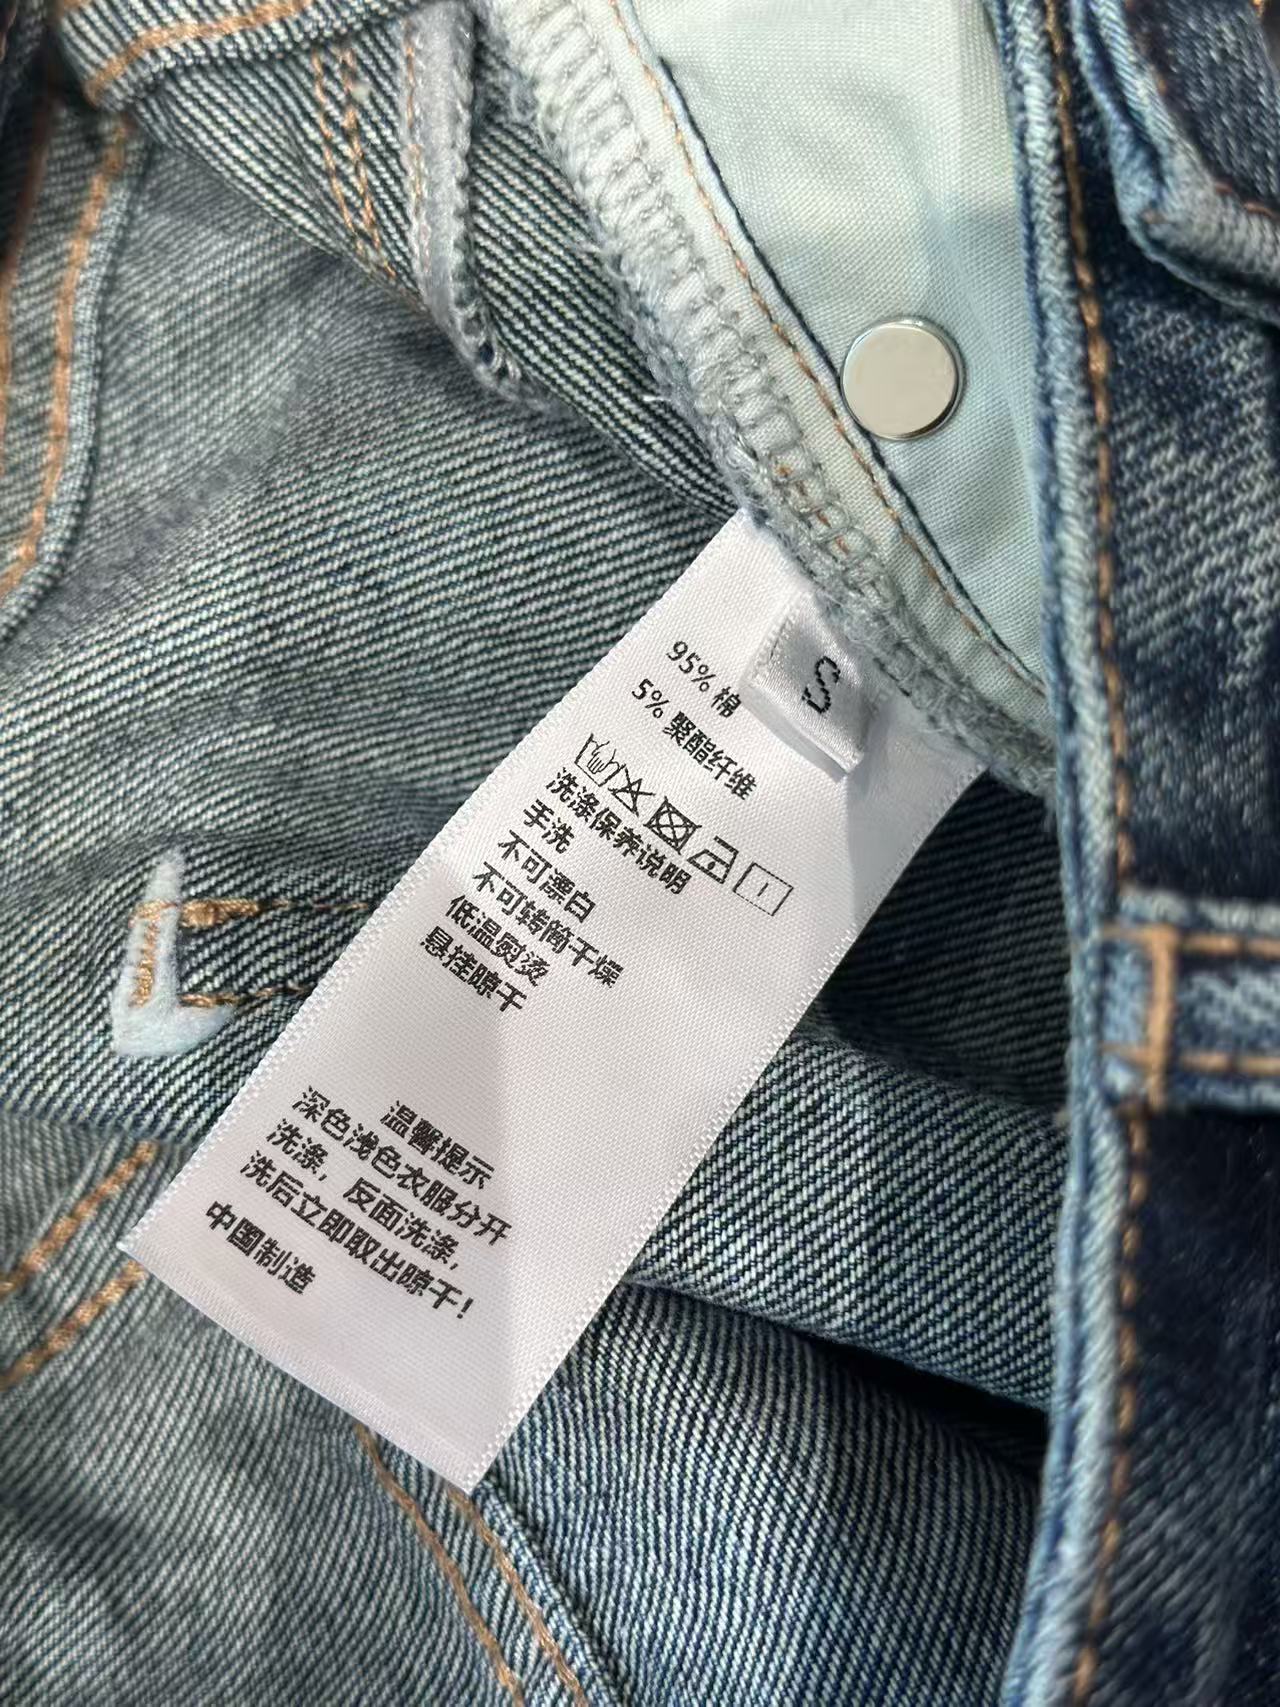 S
95% 棉
5% 聚酯纤维
洗涤保养说明
手洗
不可漂白
不可转筒干燥
低温熨烫
悬挂晾干
温馨提示
深色浅色衣服分开
洗涤，反面洗涤，
洗后立即取出晾干！
中国制造